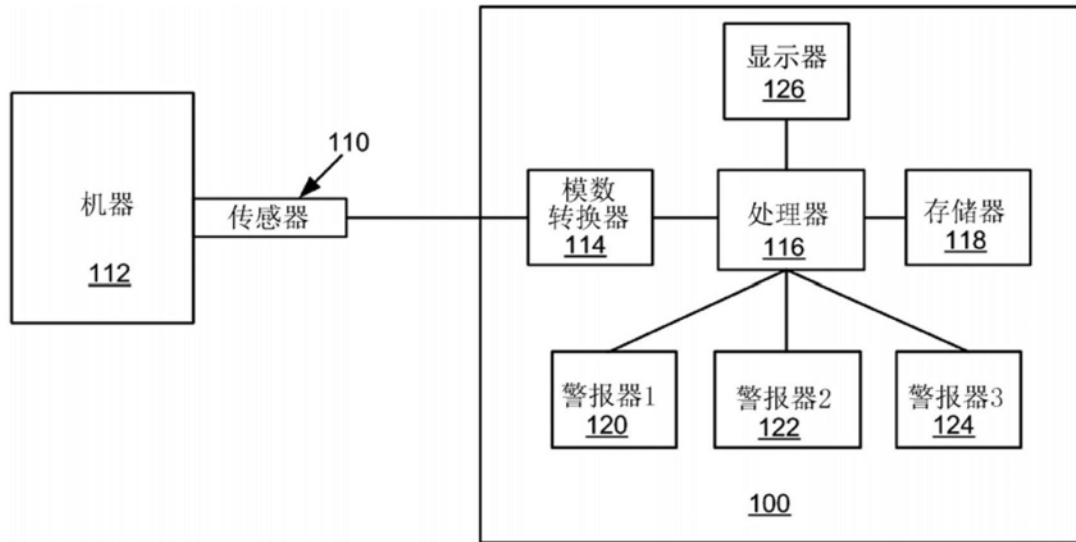 显示器
126
110
机器
112
传感器
模数
转换器
114
处理器
116
存储器
118
警报器1
120
警报器2
122
警报器3
124
100